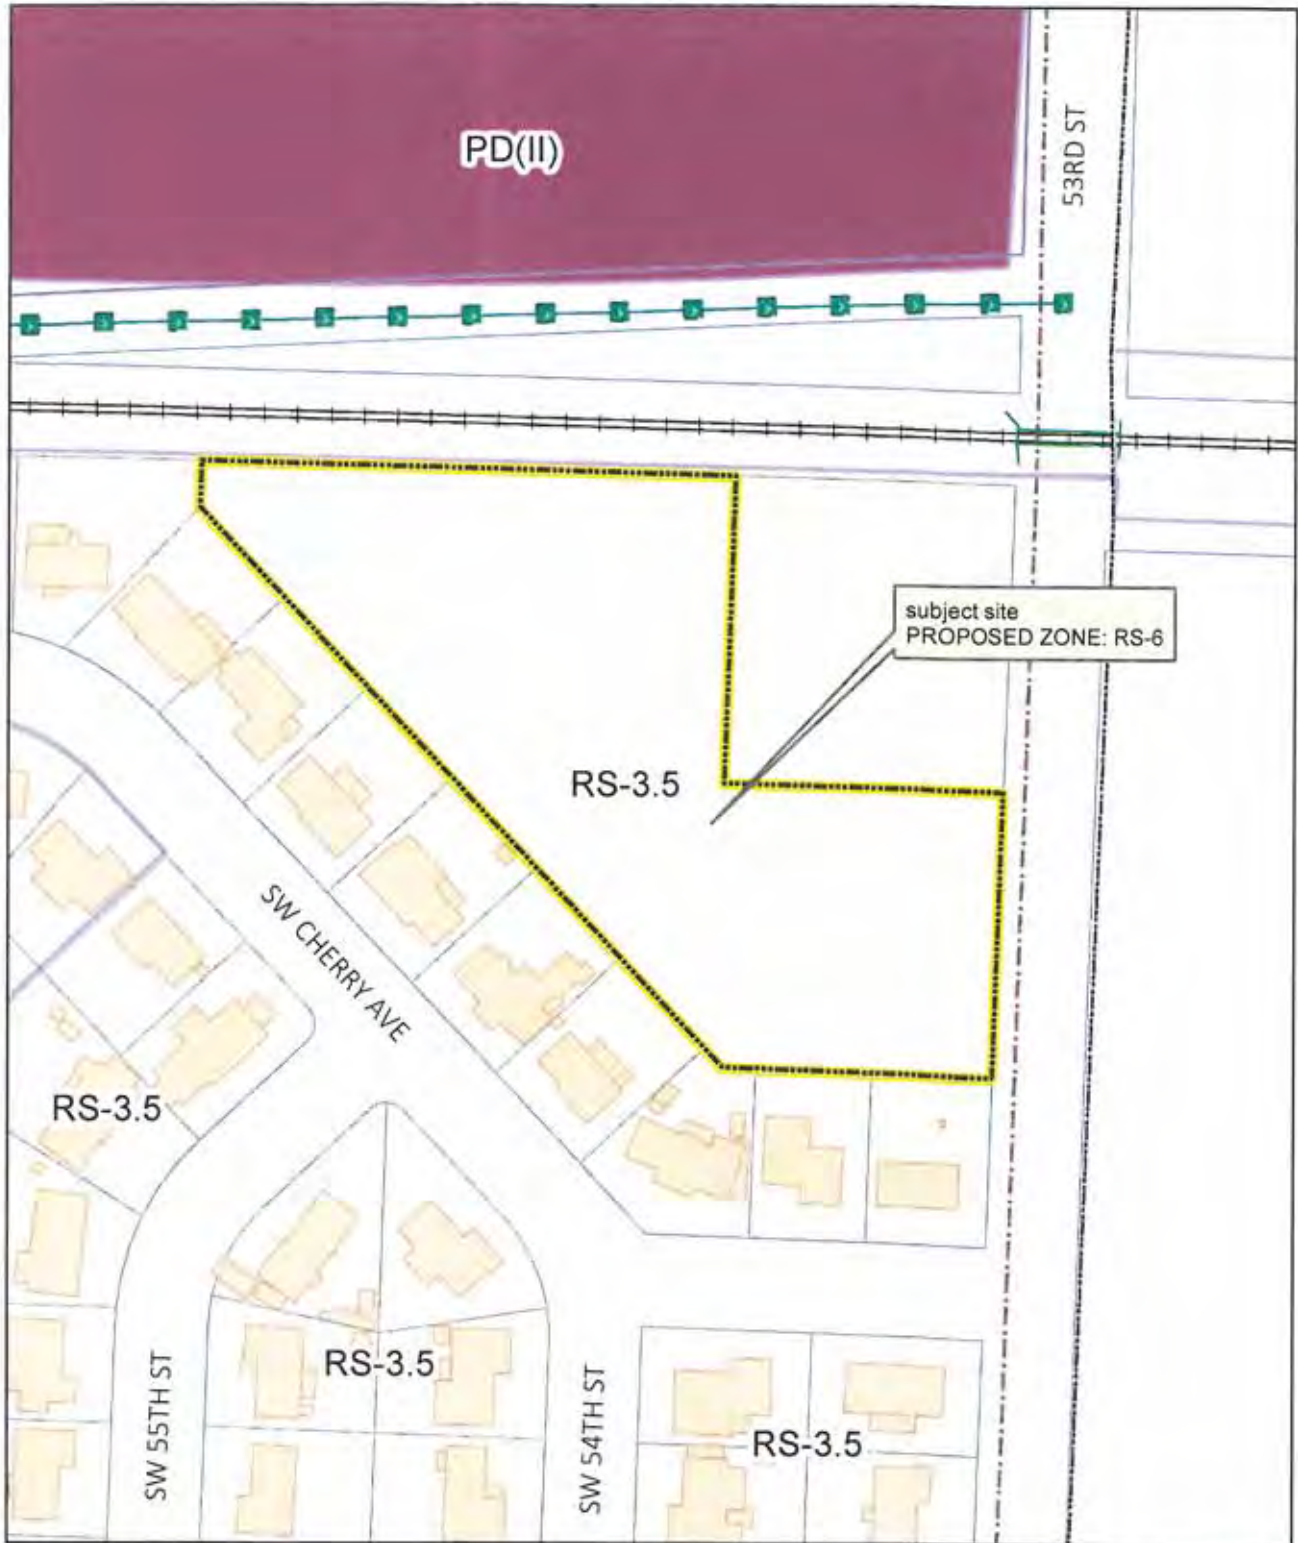 PD(II)
53RD ST
subject site
PROPOSED ZONE: RS-6
RS-3.5
SW CHERRY AVE
RS-3.5
RS-3.5
SW 55TH ST
SW 54TH ST
RS-3.5